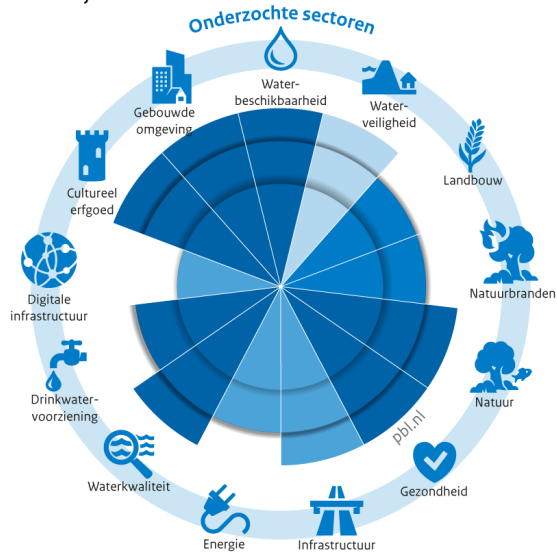 Onderzochte sectoren
Water-
beschikbaarheid
Water-
veiligheid
Landbouw
Natuurbranden
Natuur
Gezondheid
Infrastructuur
Energie
Waterkwaliteit
Drinkwater-
voorziening
Digitale
infrastructuur
Cultureel
erfgoed
Gebouwde
omgeving
pbl.nl